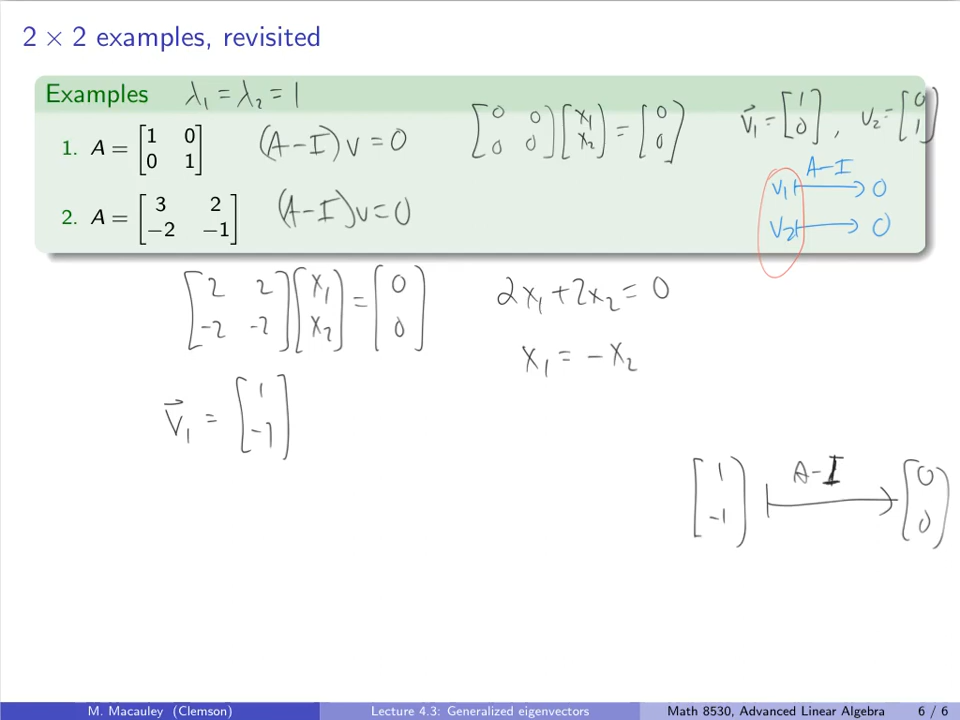 2 × 2 examples, revisited
Examples λ₁ = λ₂ = 1
1. A = [1 0; 0 1] (A−I)v = 0 [0 0; 0 0][x₁; x₂] = [0; 0] v⃗₁ = [1; 0], v₂ = [0; 1]
v₁ ↦ 0 A−I
v₂ ↦ 0
2. A = [3 2; −2 −1] (A−I)v = 0
[2 2; −2 −2][x₁; x₂] = [0; 0] 2x₁ + 2x₂ = 0
x₁ = −x₂
v⃗₁ = [1; −1]
[1; −1] ↦ [0; 0] A−I
M. Macauley (Clemson) Lecture 4.3: Generalized eigenvectors Math 8530, Advanced Linear Algebra 6 / 6